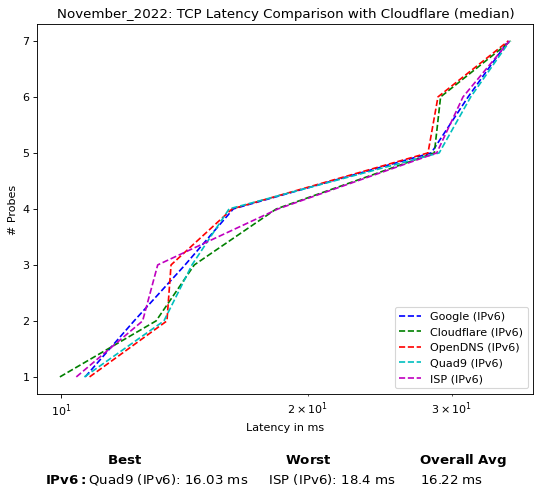 November_2022: TCP Latency Comparison with Cloudflare (median)
7
6
5
4
3
2
1
# Probes
10¹
2 × 10¹
3 × 10¹
Latency in ms
Google (IPv6)
Cloudflare (IPv6)
OpenDNS (IPv6)
Quad9 (IPv6)
ISP (IPv6)
Best Worst Overall Avg
IPv6: Quad9 (IPv6): 16.03 ms ISP (IPv6): 18.4 ms 16.22 ms